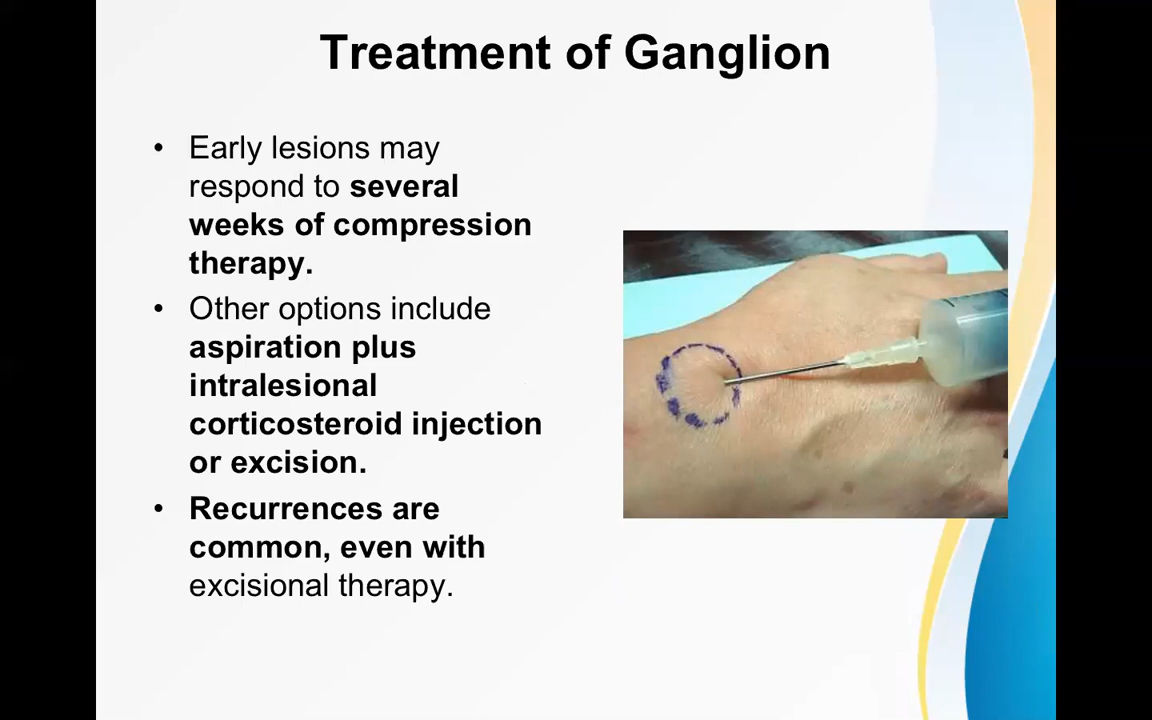 Treatment of Ganglion
• Early lesions may
respond to several
weeks of compression
therapy.
• Other options include
aspiration plus
intralesional
corticosteroid injection
or excision.
• Recurrences are
common, even with
excisional therapy.